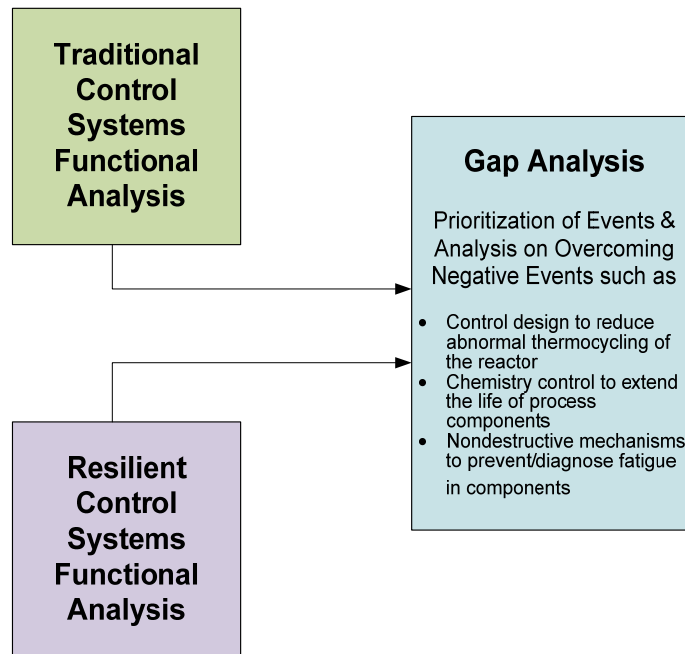 Traditional
Control
Systems
Functional
Analysis
Gap Analysis
Prioritization of Events &
Analysis on Overcoming
Negative Events such as
• Control design to reduce
abnormal thermocycling of
the reactor
• Chemistry control to extend
the life of process
components
• Nondestructive mechanisms
to prevent/diagnose fatigue
in components
Resilient
Control
Systems
Functional
Analysis